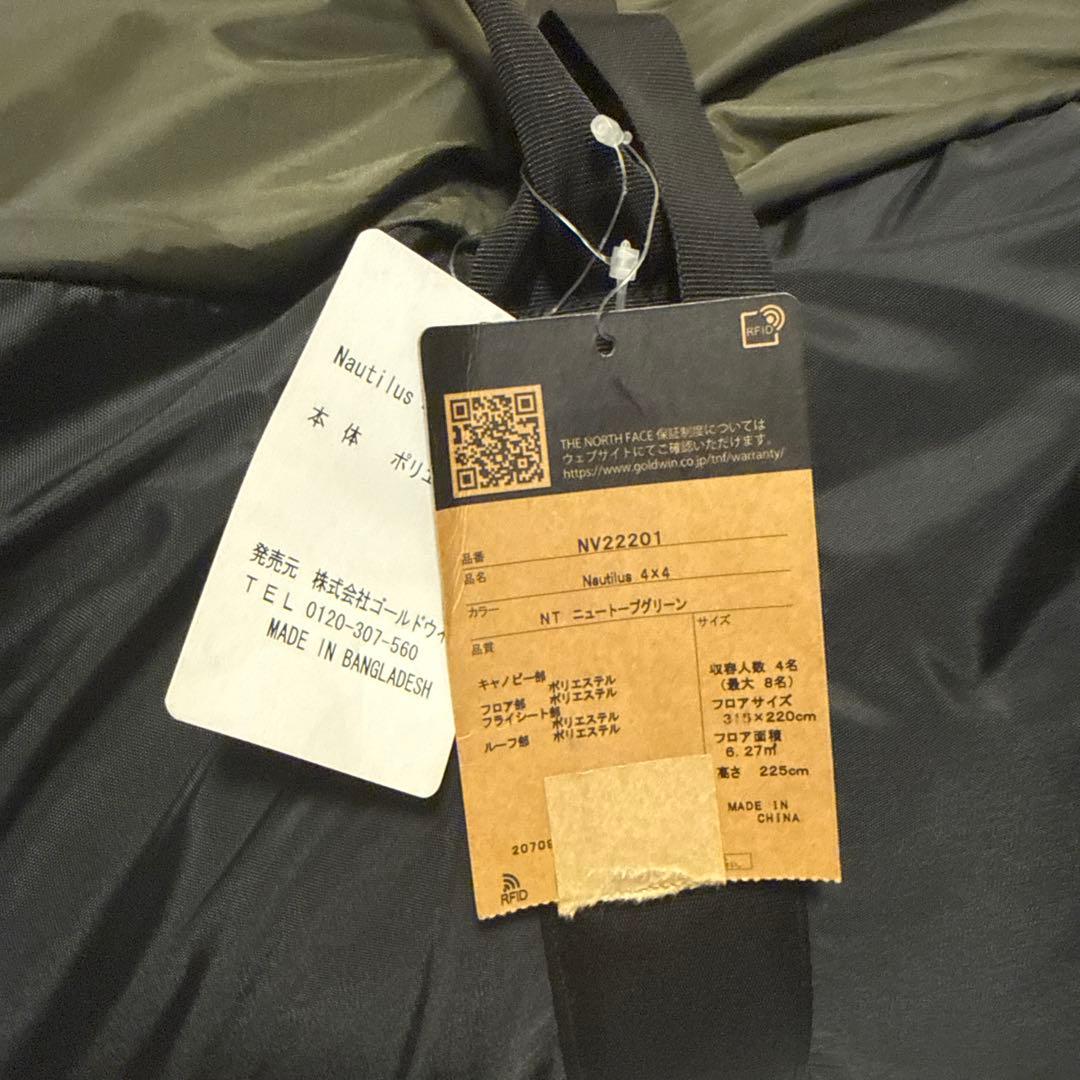 Nautilus
本体
ポリエ
発売元 株式会社ゴールドウィ
TEL 0120-307-560
MADE IN BANGLADESH
RFID
THE NORTH FACE 保証制度については
ウェブサイトにてご確認いただけます。
https://www.goldwin.co.jp/tnf/warranty/
品番 NV22201
品名 Nautilus 4×4
カラー NT ニュートープグリーン
品質
キャノピー部 ポリエステル
フロア部 ポリエステル
フライシート部 ポリエステル
ルーフ部 ポリエステル
サイズ
収容人数 4名
(最大 8名)
フロアサイズ
315×220cm
フロア面積
6.27㎡
高さ 225cm
MADE IN
CHINA
20709
RFID